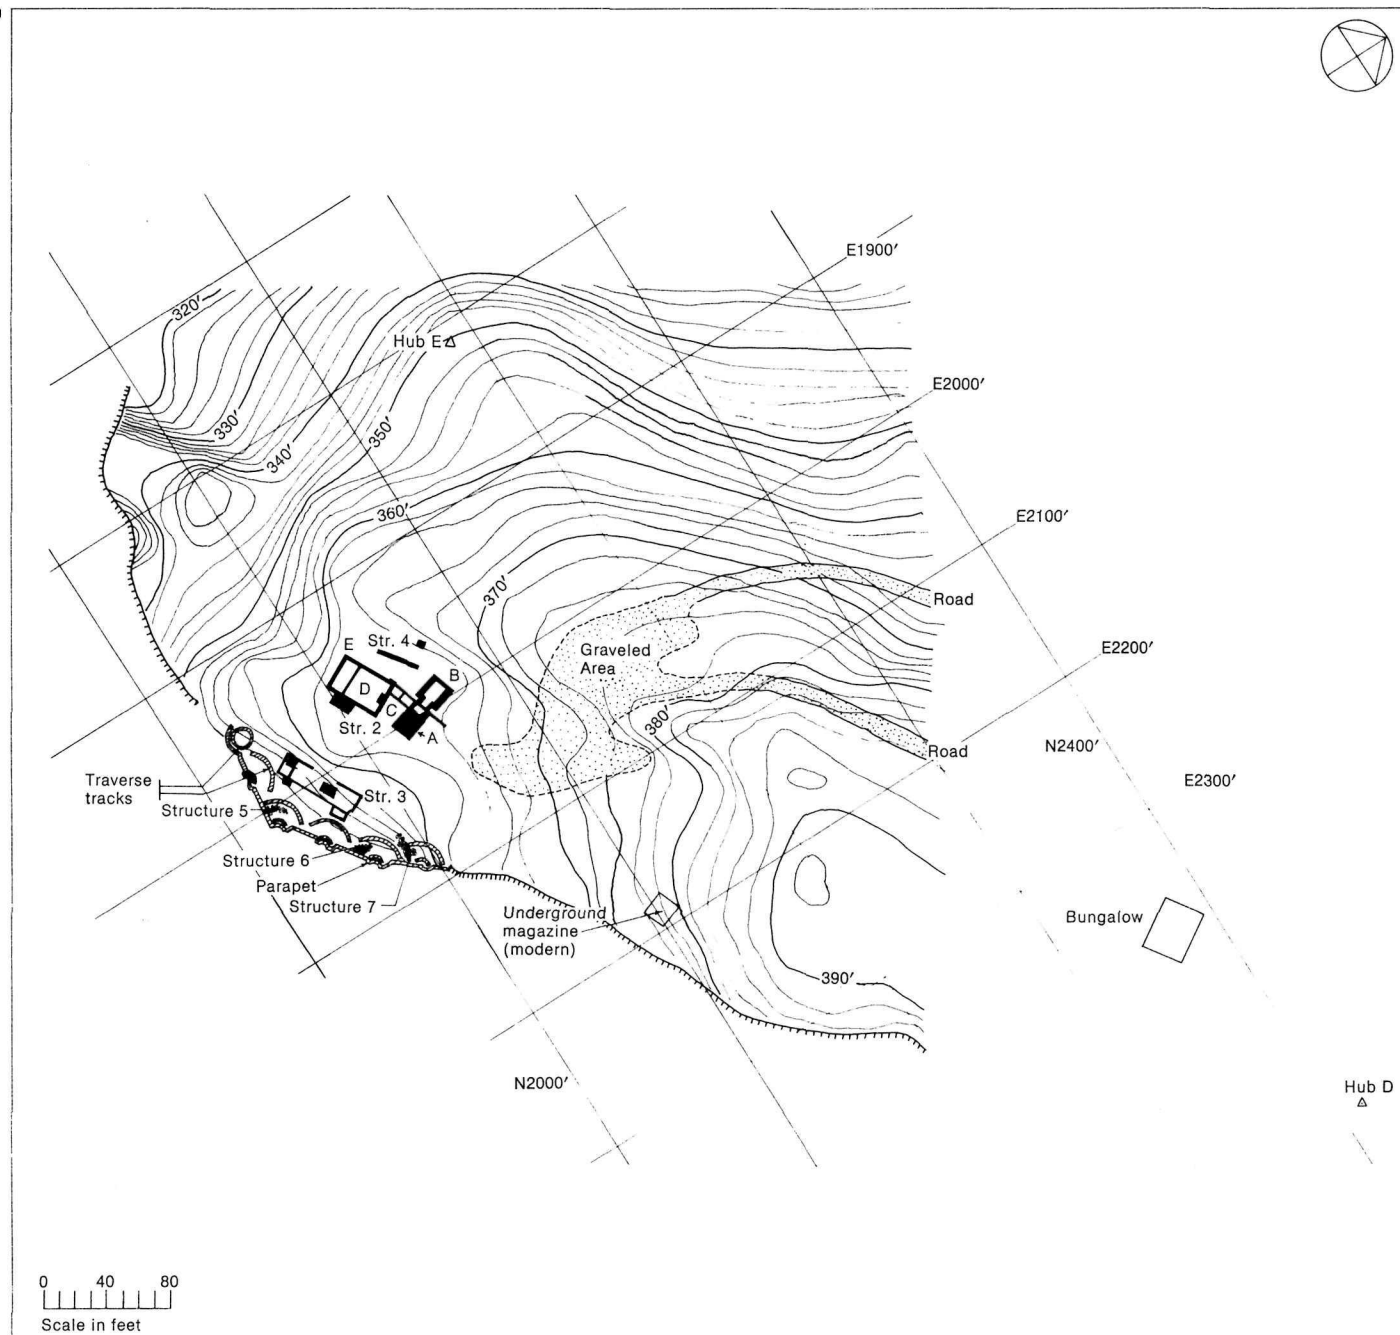 E1900'
320'
Hub E
E2000'
330'
350'
340'
360'
E2100'
370'
Road
Str. 4
E
Graveled
Area
E2200'
B
D
C
Str. 2
A
380'
N2400'
Road
Traverse
tracks
E2300'
Str. 3
Structure 5
Structure 6
Parapet
Structure 7
Underground
magazine
(modern)
Bungalow
390'
N2000'
Hub D
0 40 80
Scale in feet